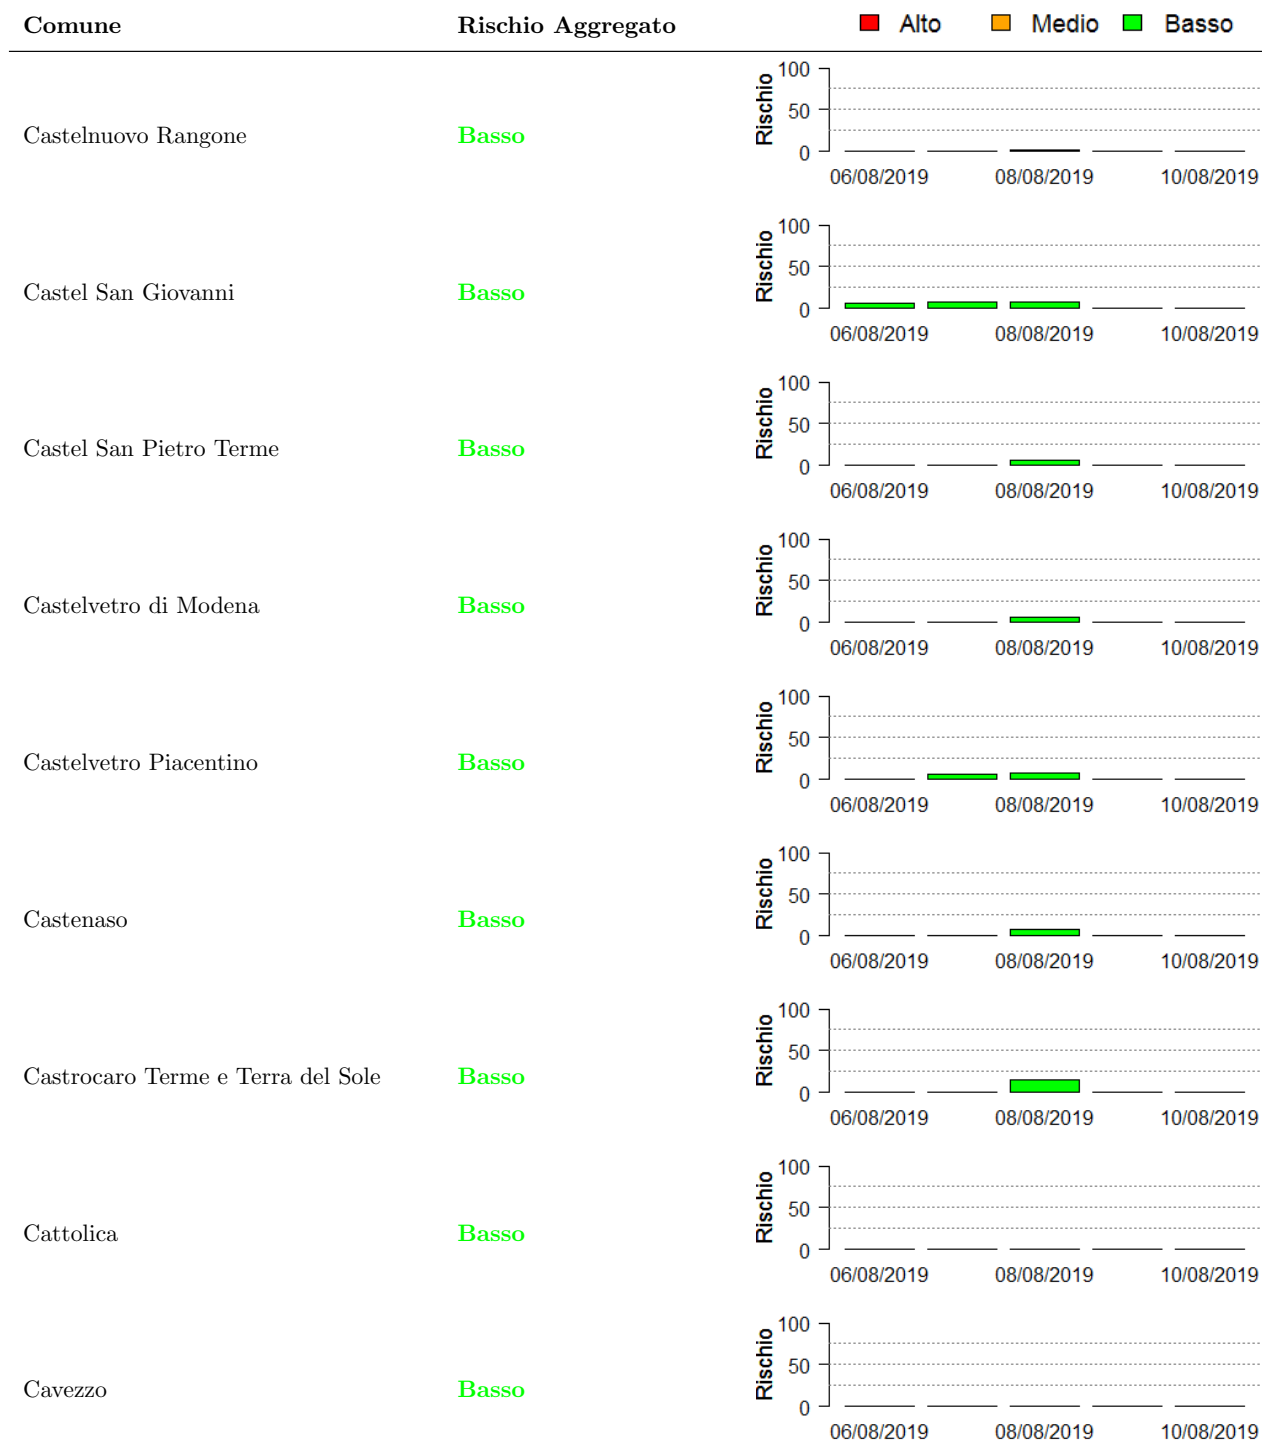 Comune Rischio Aggregato Alto Medio Basso
Castelnuovo Rangone Basso Rischio 100 50 0
06/08/2019 08/08/2019 10/08/2019
Castel San Giovanni Basso Rischio 100 50 0
06/08/2019 08/08/2019 10/08/2019
Castel San Pietro Terme Basso Rischio 100 50 0
06/08/2019 08/08/2019 10/08/2019
Castelvetro di Modena Basso Rischio 100 50 0
06/08/2019 08/08/2019 10/08/2019
Castelvetro Piacentino Basso Rischio 100 50 0
06/08/2019 08/08/2019 10/08/2019
Castenaso Basso Rischio 100 50 0
06/08/2019 08/08/2019 10/08/2019
Castrocaro Terme e Terra del Sole Basso Rischio 100 50 0
06/08/2019 08/08/2019 10/08/2019
Cattolica Basso Rischio 100 50 0
06/08/2019 08/08/2019 10/08/2019
Cavezzo Basso Rischio 100 50 0
06/08/2019 08/08/2019 10/08/2019